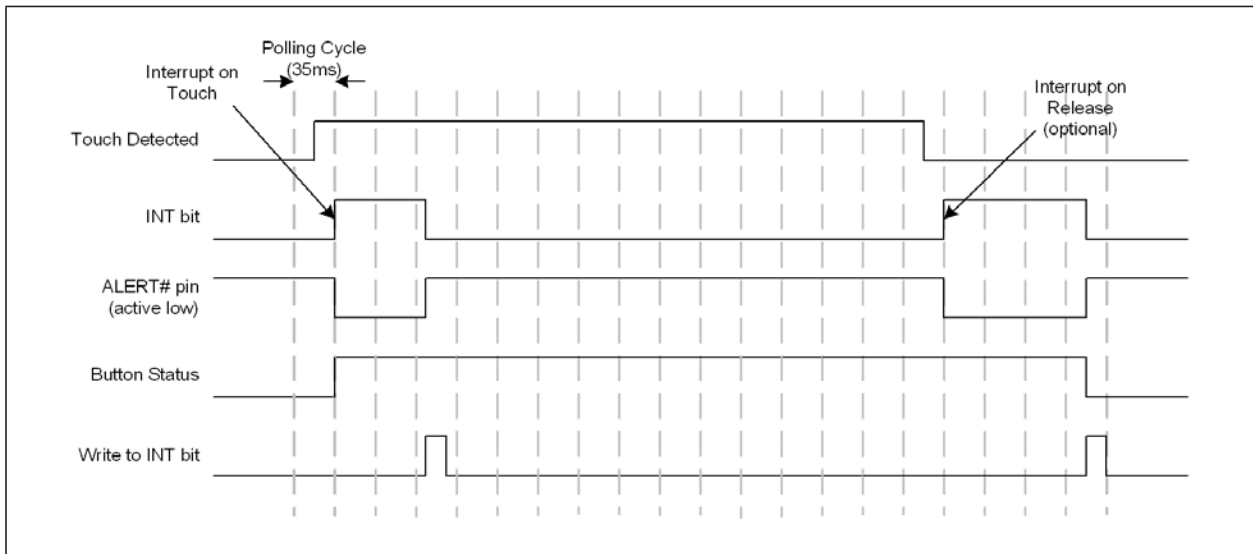 Polling Cycle
(35ms)
Interrupt on
Touch
Interrupt on
Release
(optional)
Touch Detected
INT bit
ALERT# pin
(active low)
Button Status
Write to INT bit